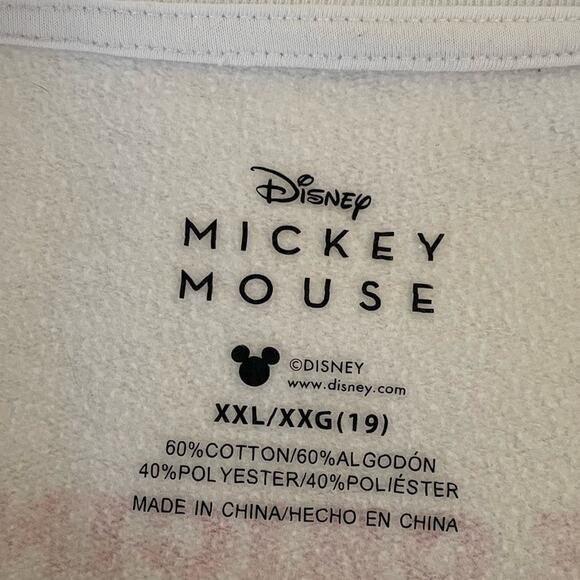 Disney
MICKEY
MOUSE
©DISNEY
www.disney.com
XXL/XXG(19)
60%COTTON/60%ALGODÓN
40%POLYESTER/40%POLIÉSTER
MADE IN CHINA/HECHO EN CHINA